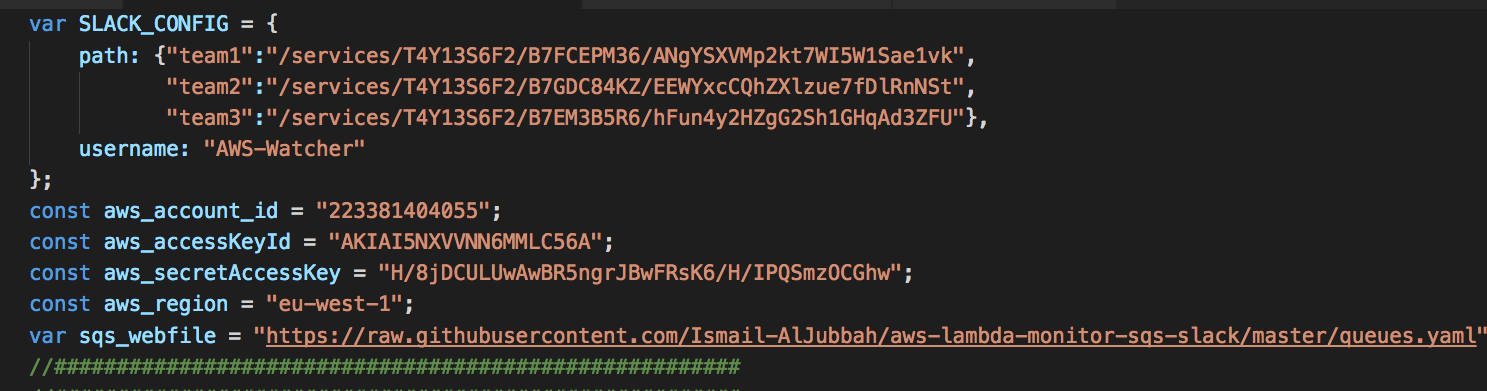 var SLACK_CONFIG = {
path: {"team1":"/services/T4Y13S6F2/B7FCEPM36/ANgYSXVMp2kt7WI5W1Sae1vk",
"team2":"/services/T4Y13S6F2/B7GDC84KZ/EEWYxcCQhZXlzue7fDlRnNSt",
"team3":"/services/T4Y13S6F2/B7EM3B5R6/hFun4y2HZgG2Sh1GHqAd3ZFU"},
username: "AWS-Watcher"
};
const aws_account_id = "223381404055";
const aws_accessKeyId = "AKIAI5NXVVNN6MMLC56A";
const aws_secretAccessKey = "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";
const aws_region = "eu-west-1";
var sqs_webfile = "https://raw.githubusercontent.com/Ismail-AlJubbah/aws-lambda-monitor-sqs-slack/master/queues.yaml"
//#######################################################